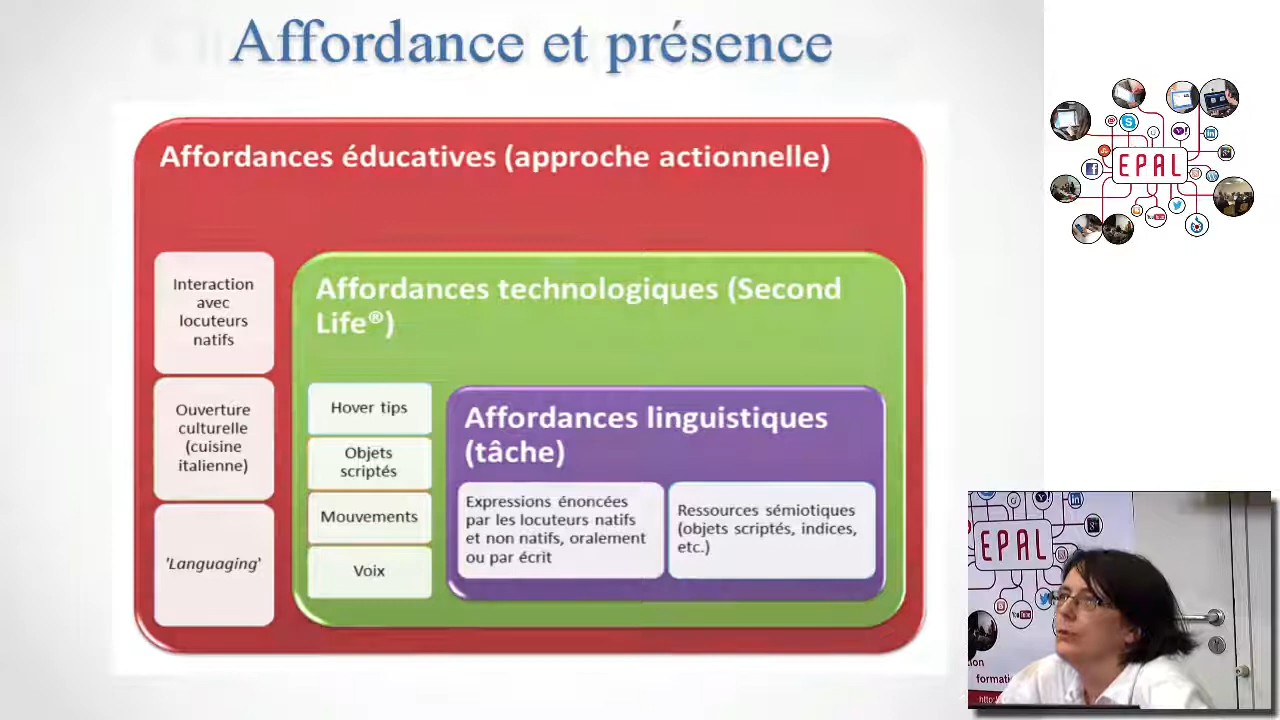 Affordance et présence
Affordances éducatives (approche actionnelle)
Interaction
avec
locuteurs
natifs
Ouverture
culturelle
(cuisine
italienne)
'Languaging'
Affordances technologiques (Second
Life®)
Hover tips
Objets
scriptés
Mouvements
Voix
Affordances linguistiques
(tâche)
Expressions énoncées
par les locuteurs natifs
et non natifs, oralement
ou par écrit
Ressources sémiotiques
(objets scriptés, indices,
etc.)
EPAL
EPAL